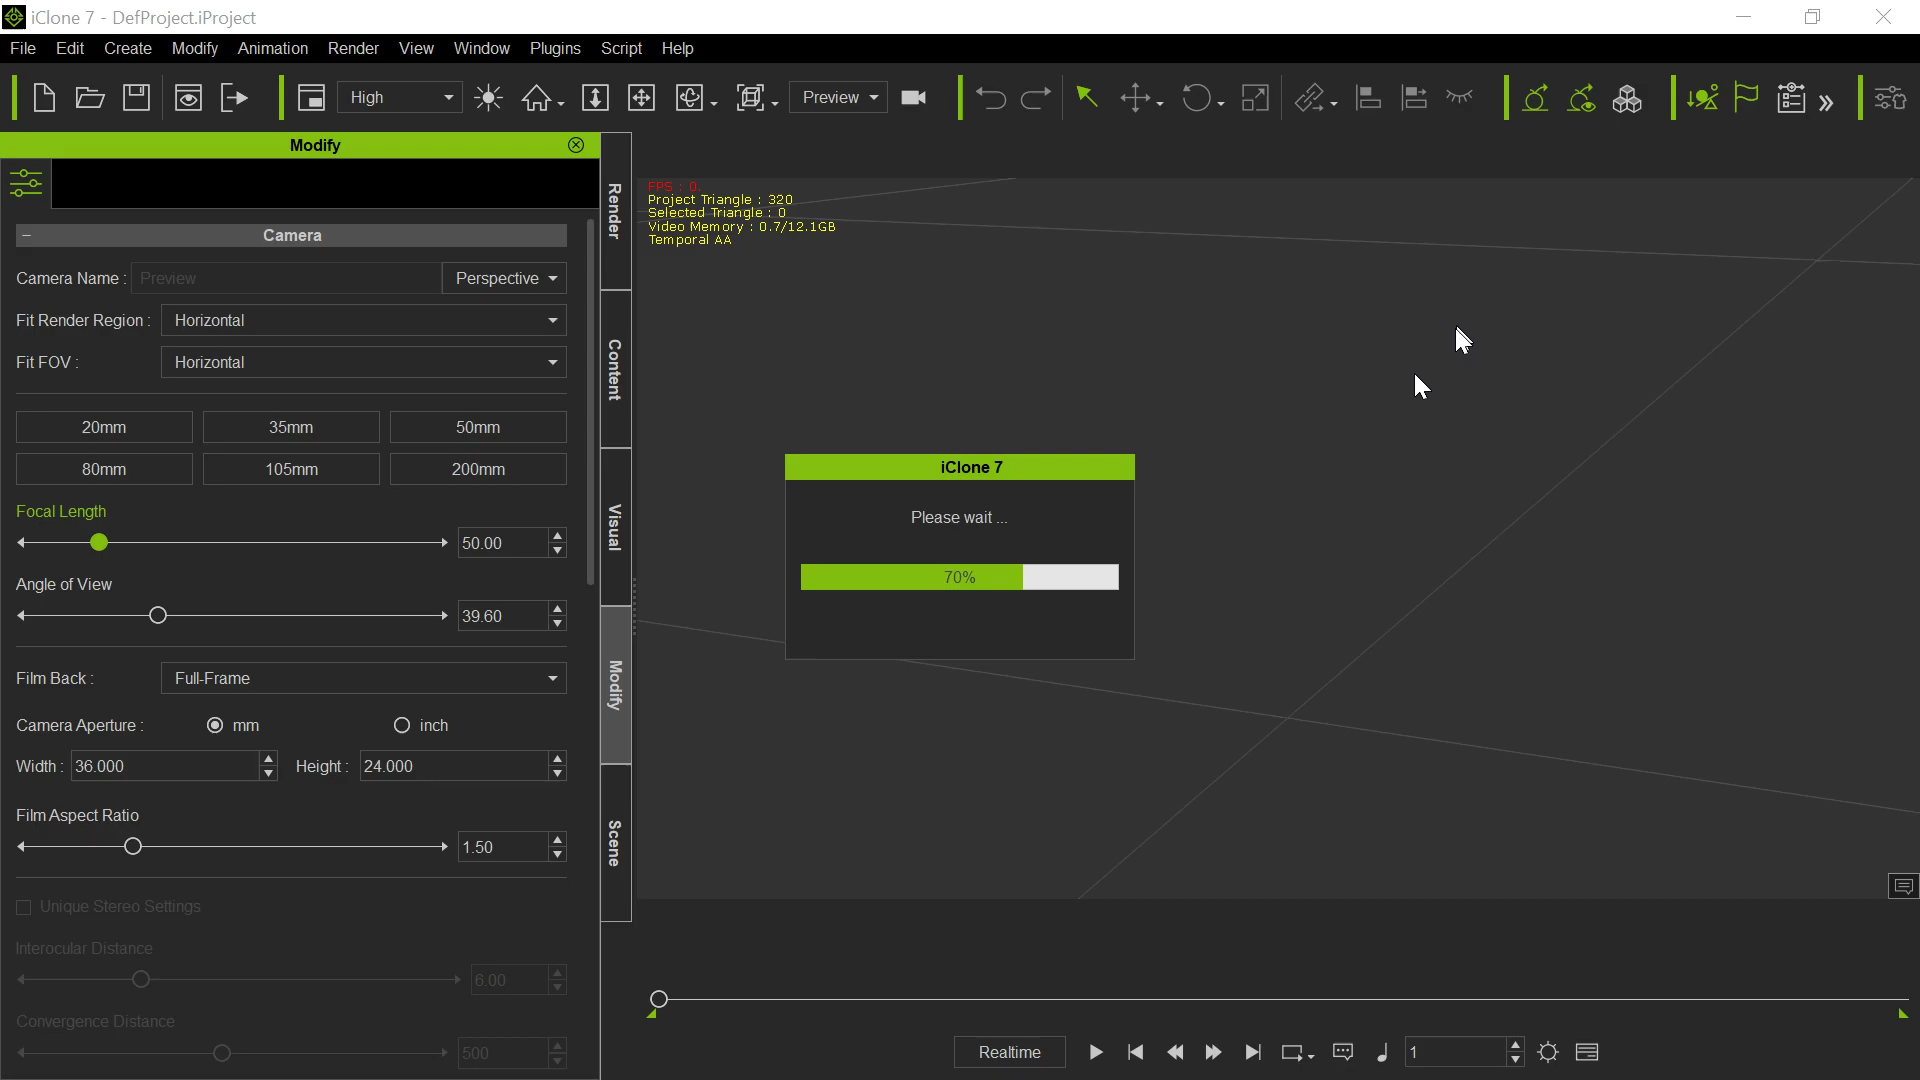 iClone 7 - DefProject.iProject
File Edit Create Modify Animation Render View Window Plugins Script Help
High Preview
Modify
Camera
Camera Name : Preview Perspective
Fit Render Region : Horizontal
Fit FOV : Horizontal
20mm 35mm 50mm
80mm 105mm 200mm
Focal Length
50.00
Angle of View
39.60
Film Back : Full-Frame
Camera Aperture : mm inch
Width : 36.000 Height : 24.000
Film Aspect Ratio
1.50
Unique Stereo Settings
Interocular Distance
6.00
Convergence Distance
500
Render
Content
Visual
Modify
Scene
FPS : 0
Project Triangle : 320
Selected Triangle : 0
Video Memory : 0.7/12.1GB
Temporal AA
iClone 7
Please wait ...
70%
Realtime 1